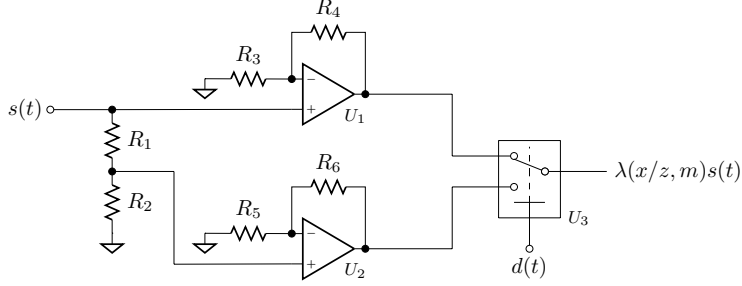 R4
R3
−
+
U1
s(t)
R1
R2
R6
R5
−
+
U2
λ(x/z, m)s(t)
U3
d(t)